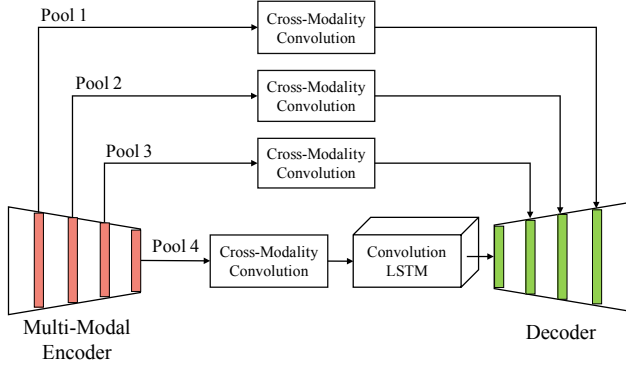 Pool 1
Cross-Modality
Convolution
Pool 2
Cross-Modality
Convolution
Pool 3
Cross-Modality
Convolution
Pool 4
Cross-Modality
Convolution
Convolution
LSTM
Multi-Modal
Encoder
Decoder